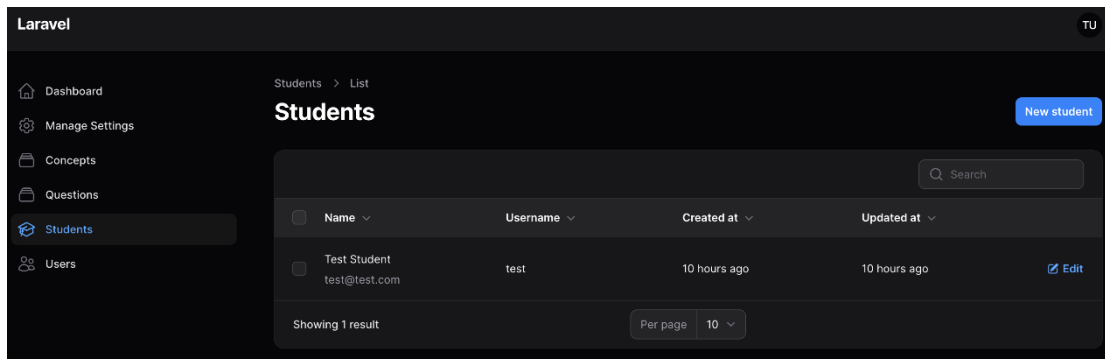 Laravel
TU
Dashboard
Manage Settings
Concepts
Questions
Students
Users
Students > List
Students
New student
Search
Name Username Created at Updated at
Test Student
test@test.com
test 10 hours ago 10 hours ago Edit
Showing 1 result
Per page 10